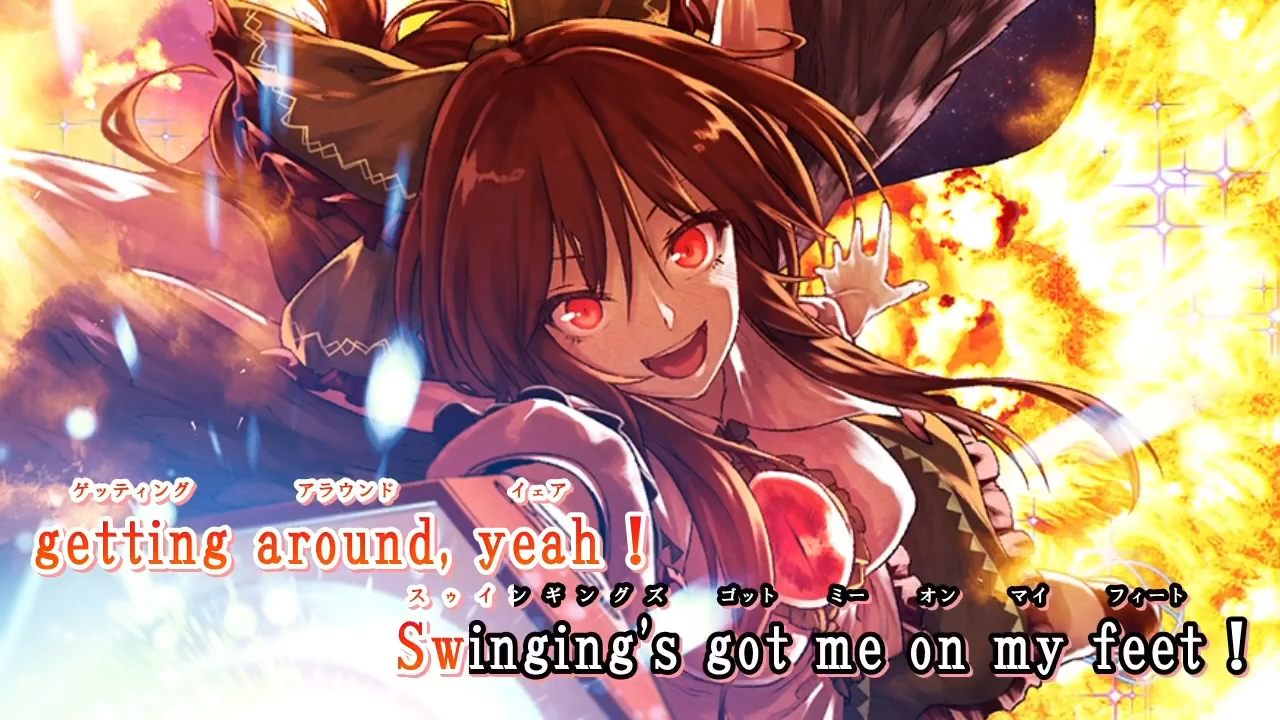 ゲッティング アラウンド イェア
getting around, yeah！
スゥインギングズ ゴット ミー オン マイ フィート
Swinging's got me on my feet！